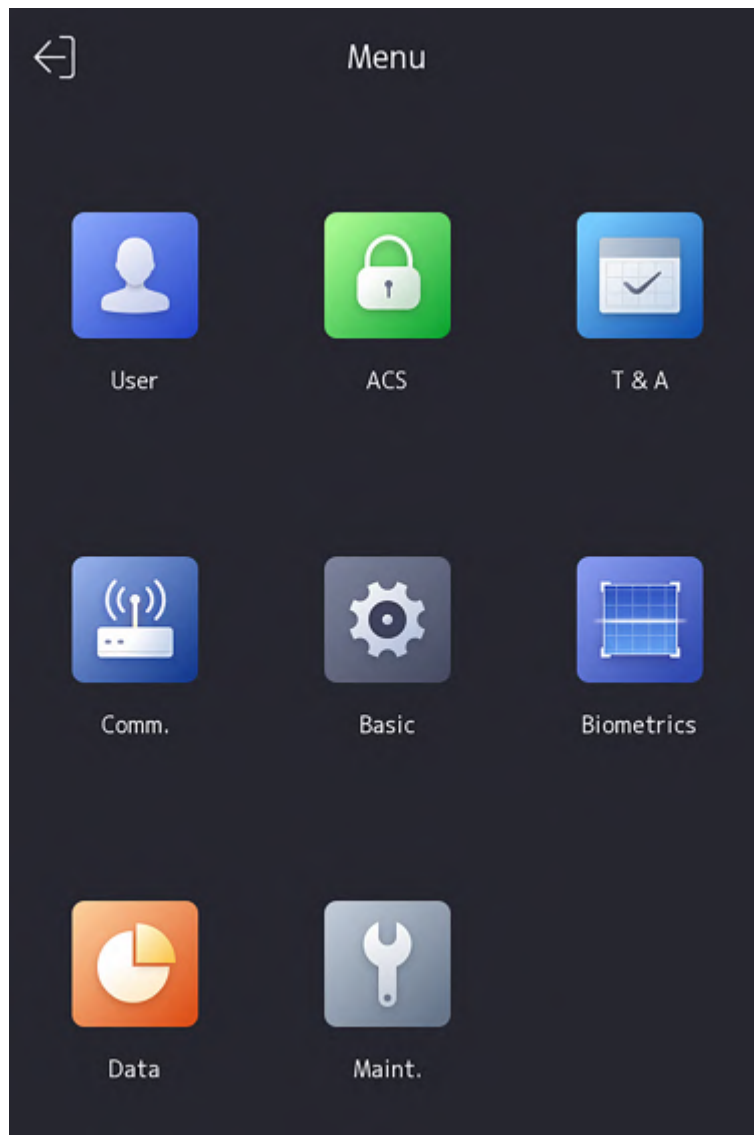 Menu
User
ACS
T & A
Comm.
Basic
Biometrics
Data
Maint.